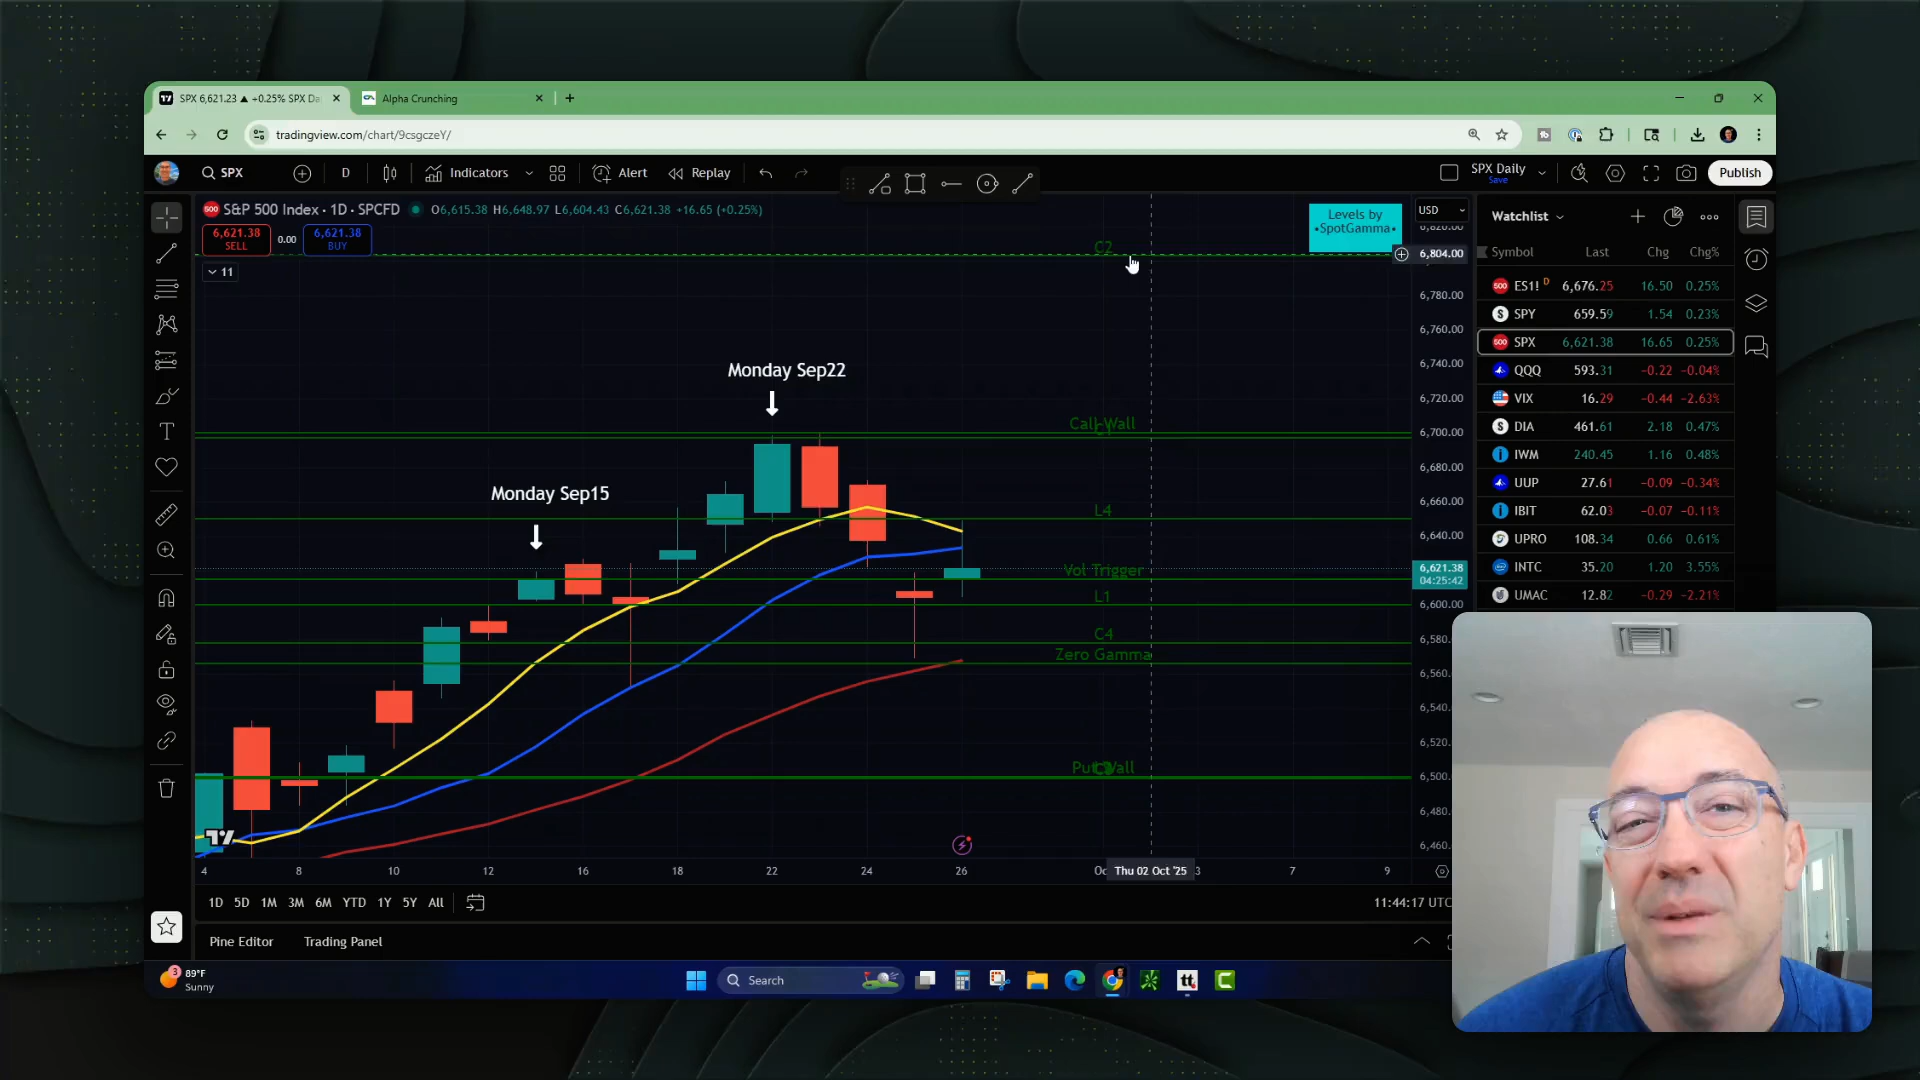 SPX 6,621.23 ▲ +0.25% SPX Da
Alpha Crunching
tradingview.com/chart/9csgczeY/
SPX
D
Indicators
Alert
Replay
SPX Daily
Save
Publish
S&P 500 Index · 1D · SPCFD
O6,615.38 H6,648.97 L6,604.43 C6,621.38 +16.65 (+0.25%)
6,621.38
SELL
0.00
6,621.38
BUY
11
Levels by
•SpotGamma•
USD
6,804.00
6,780.00
6,760.00
6,740.00
6,720.00
6,700.00
6,680.00
6,660.00
6,640.00
6,621.38
04:25:42
6,600.00
6,580.
6,560.
6,540.
6,520.
6,500.
6,480.
6,460.
C2
Monday Sep22
Call Wall
Monday Sep15
L4
Vol Trigger
L1
C4
Zero Gamma
Put Wall
4
8
10
12
16
18
22
24
26
Oc
Thu 02 Oct '25
3
7
9
1D
5D
1M
3M
6M
YTD
1Y
5Y
All
11:44:17 UTC
Pine Editor
Trading Panel
Watchlist
Symbol Last Chg Chg%
ES1! D 6,676.25 16.50 0.25%
SPY 659.59 1.54 0.23%
SPX 6,621.38 16.65 0.25%
QQQ 593.31 −0.22 −0.04%
VIX 16.29 −0.44 −2.63%
DIA 461.61 2.18 0.47%
IWM 240.45 1.16 0.48%
UUP 27.61 −0.09 −0.34%
IBIT 62.03 −0.07 −0.11%
UPRO 108.34 0.66 0.61%
INTC 35.20 1.20 3.55%
UMAC 12.82 −0.29 −2.21%
3
89°F
Sunny
Search
tt